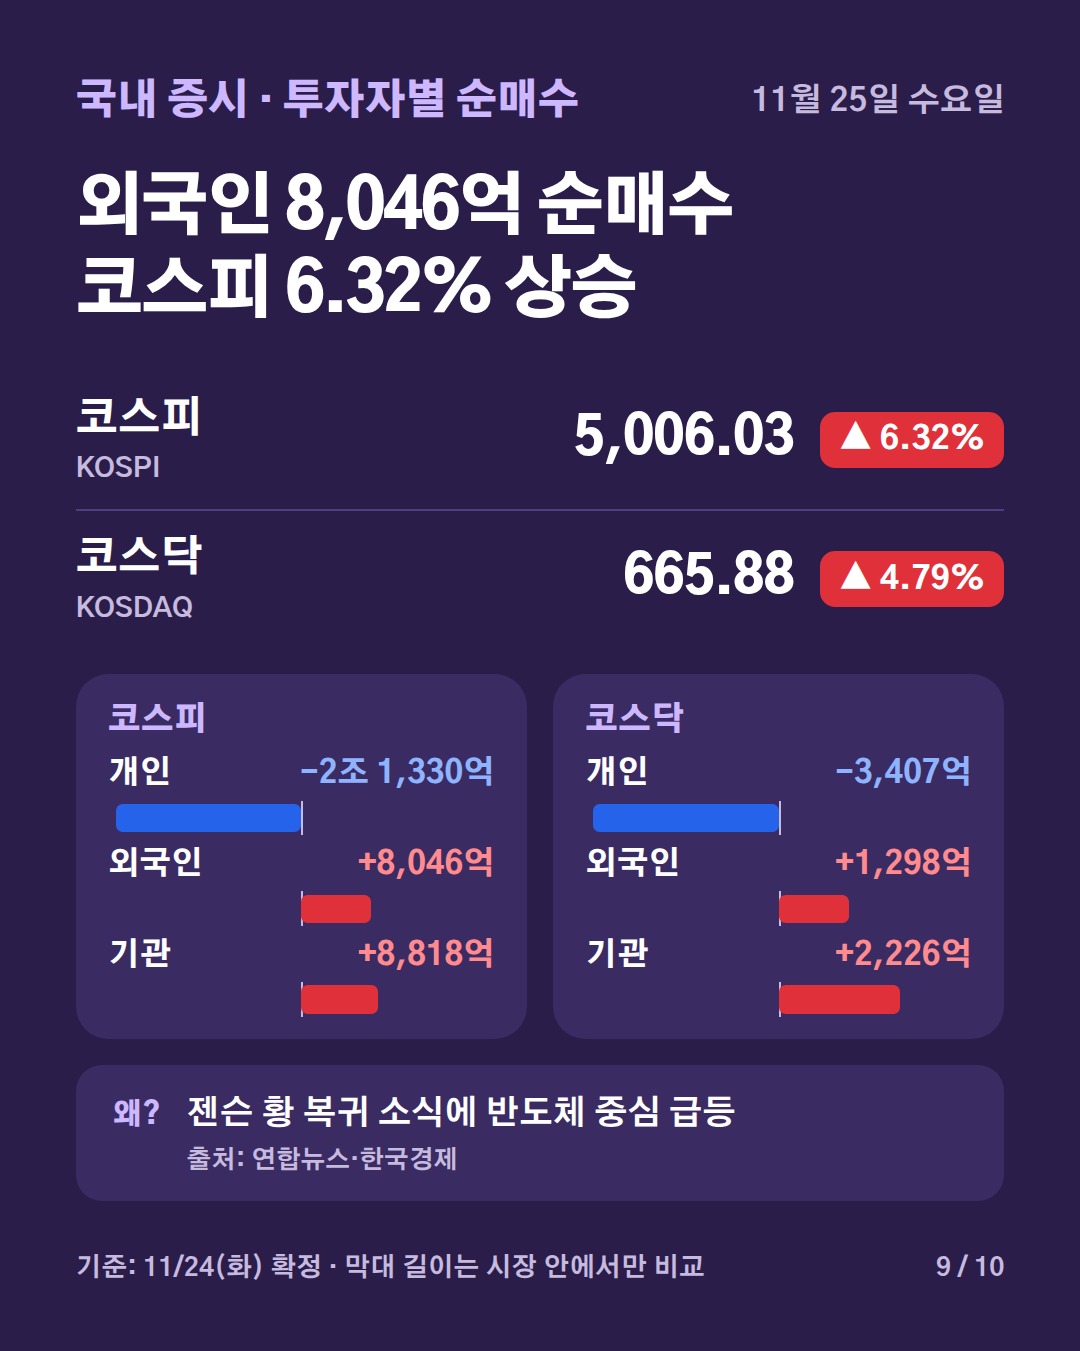 국내 증시 · 투자자별 순매수
11월 25일 수요일
외국인 8,046억 순매수
코스피 6.32% 상승
코스피
5,006.03
▲ 6.32%
KOSPI
코스닥
665.88
▲ 4.79%
KOSDAQ
코스피
개인 −2조 1,330억
외국인 +8,046억
기관 +8,818억
코스닥
개인 −3,407억
외국인 +1,298억
기관 +2,226억
왜? 젠슨 황 복귀 소식에 반도체 중심 급등
출처: 연합뉴스·한국경제
기준: 11/24(화) 확정 · 막대 길이는 시장 안에서만 비교
9 / 10